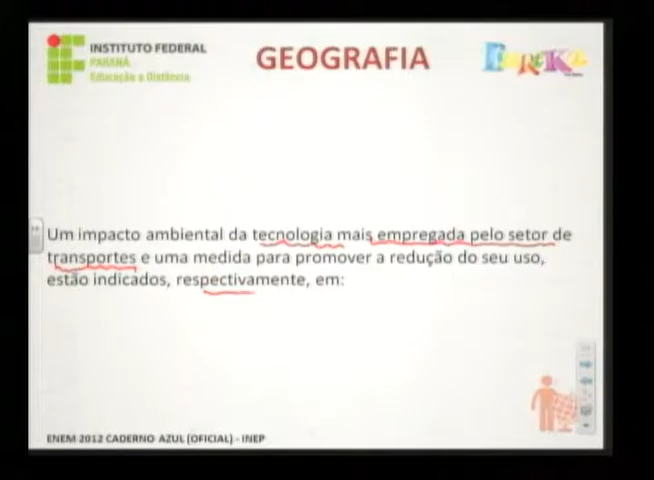 INSTITUTO FEDERAL
PARANÁ
Educação a Distância
GEOGRAFIA
EUREKA
Um impacto ambiental da tecnologia mais empregada pelo setor de
transportes e uma medida para promover a redução do seu uso,
estão indicados, respectivamente, em:
ENEM 2012 CADERNO AZUL (OFICIAL) - INEP